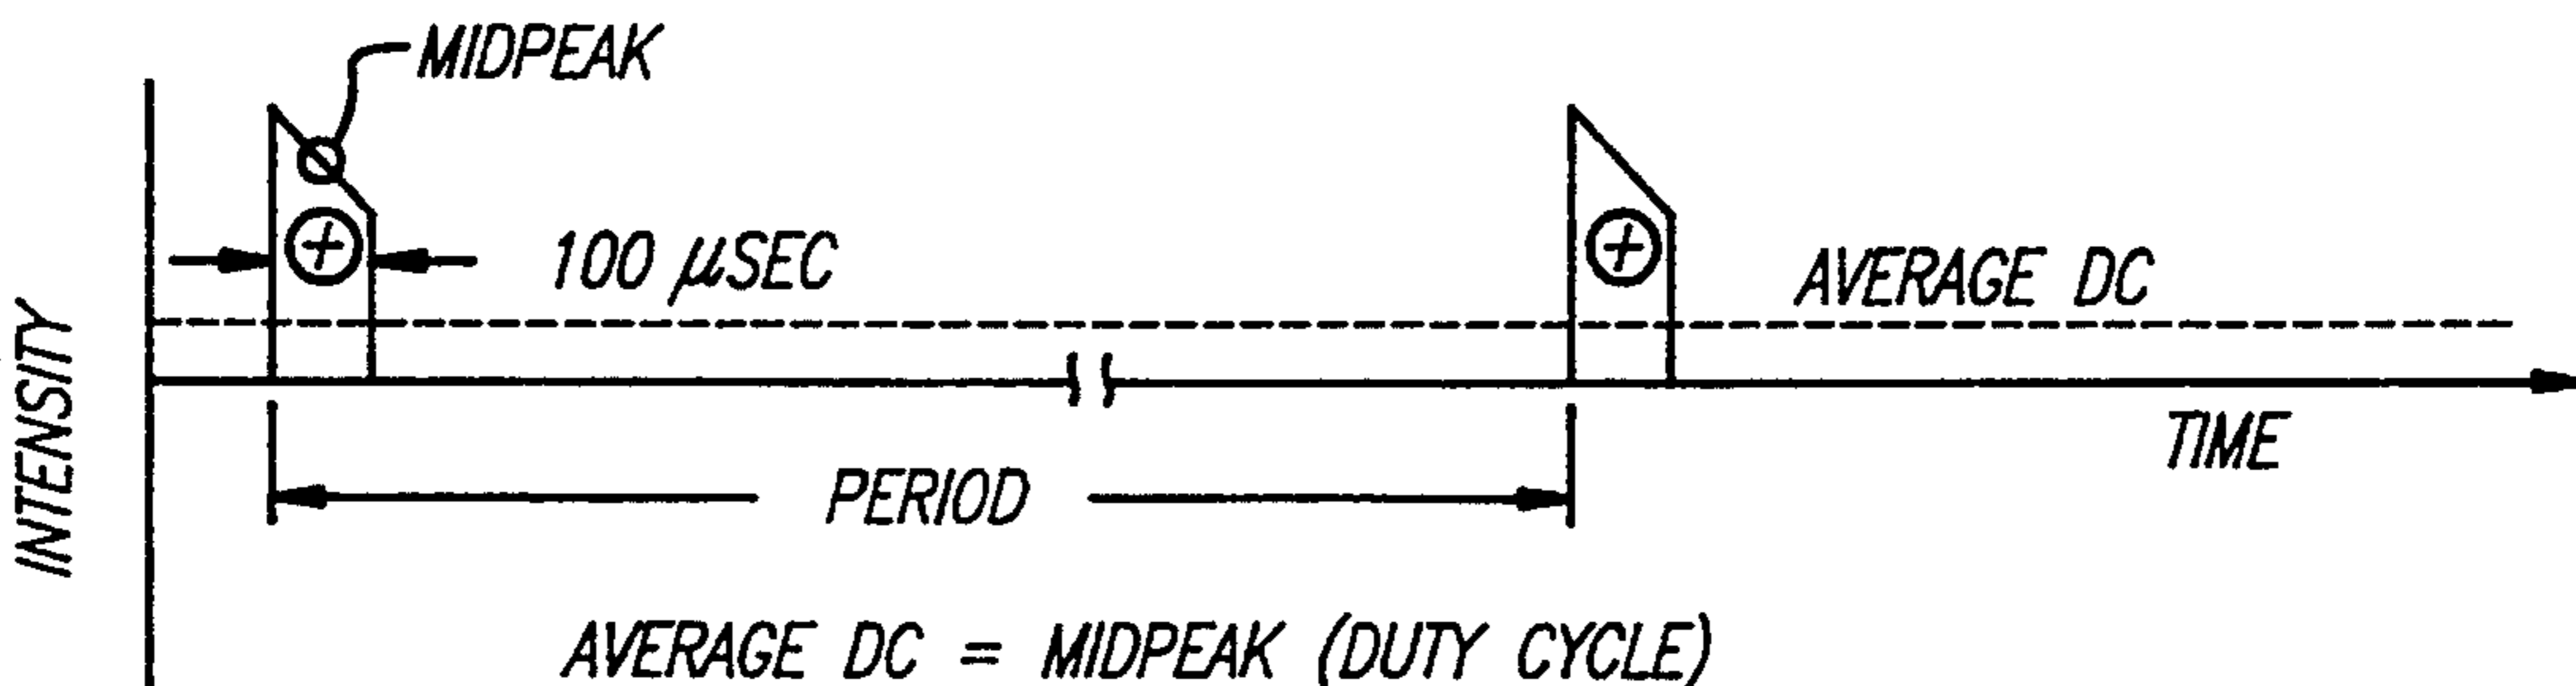 MIDPEAK
100 µSEC
AVERAGE DC
INTENSITY
TIME
PERIOD
AVERAGE DC = MIDPEAK (DUTY CYCLE)